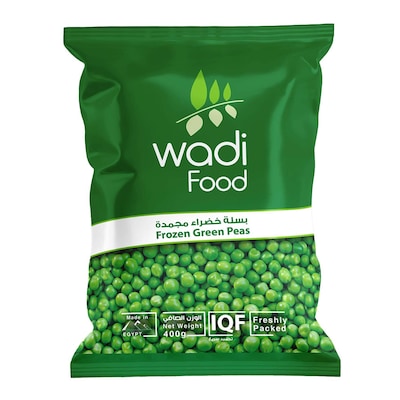 wadi
Food
بسلة خضراء مجمدة
Frozen Green Peas
Made in
EGYPT
الوزن الصافي
Net Weight
400g
IQF
Freshly
Packed